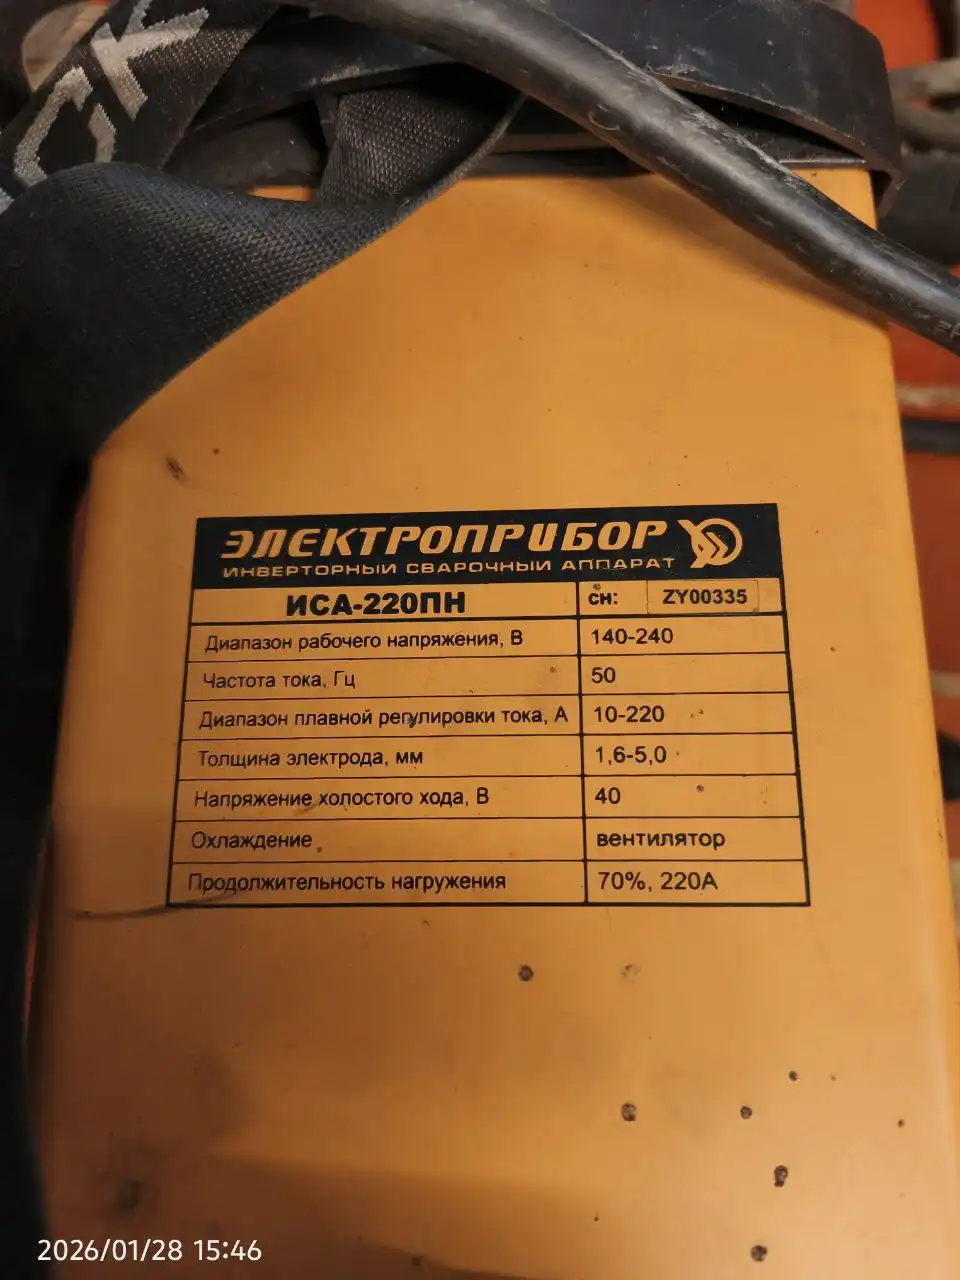 ЭЛЕКТРОПРИБОР
ИНВЕРТОРНЫЙ СВАРОЧНЫЙ АППАРАТ
ИСА-220ПН сн: ZY00335
Диапазон рабочего напряжения, В 140-240
Частота тока, Гц 50
Диапазон плавной регулировки тока, А 10-220
Толщина электрода, мм 1,6-5,0
Напряжение холостого хода, В 40
Охлаждение вентилятор
Продолжительность нагружения 70%, 220А
2026/01/28 15:46